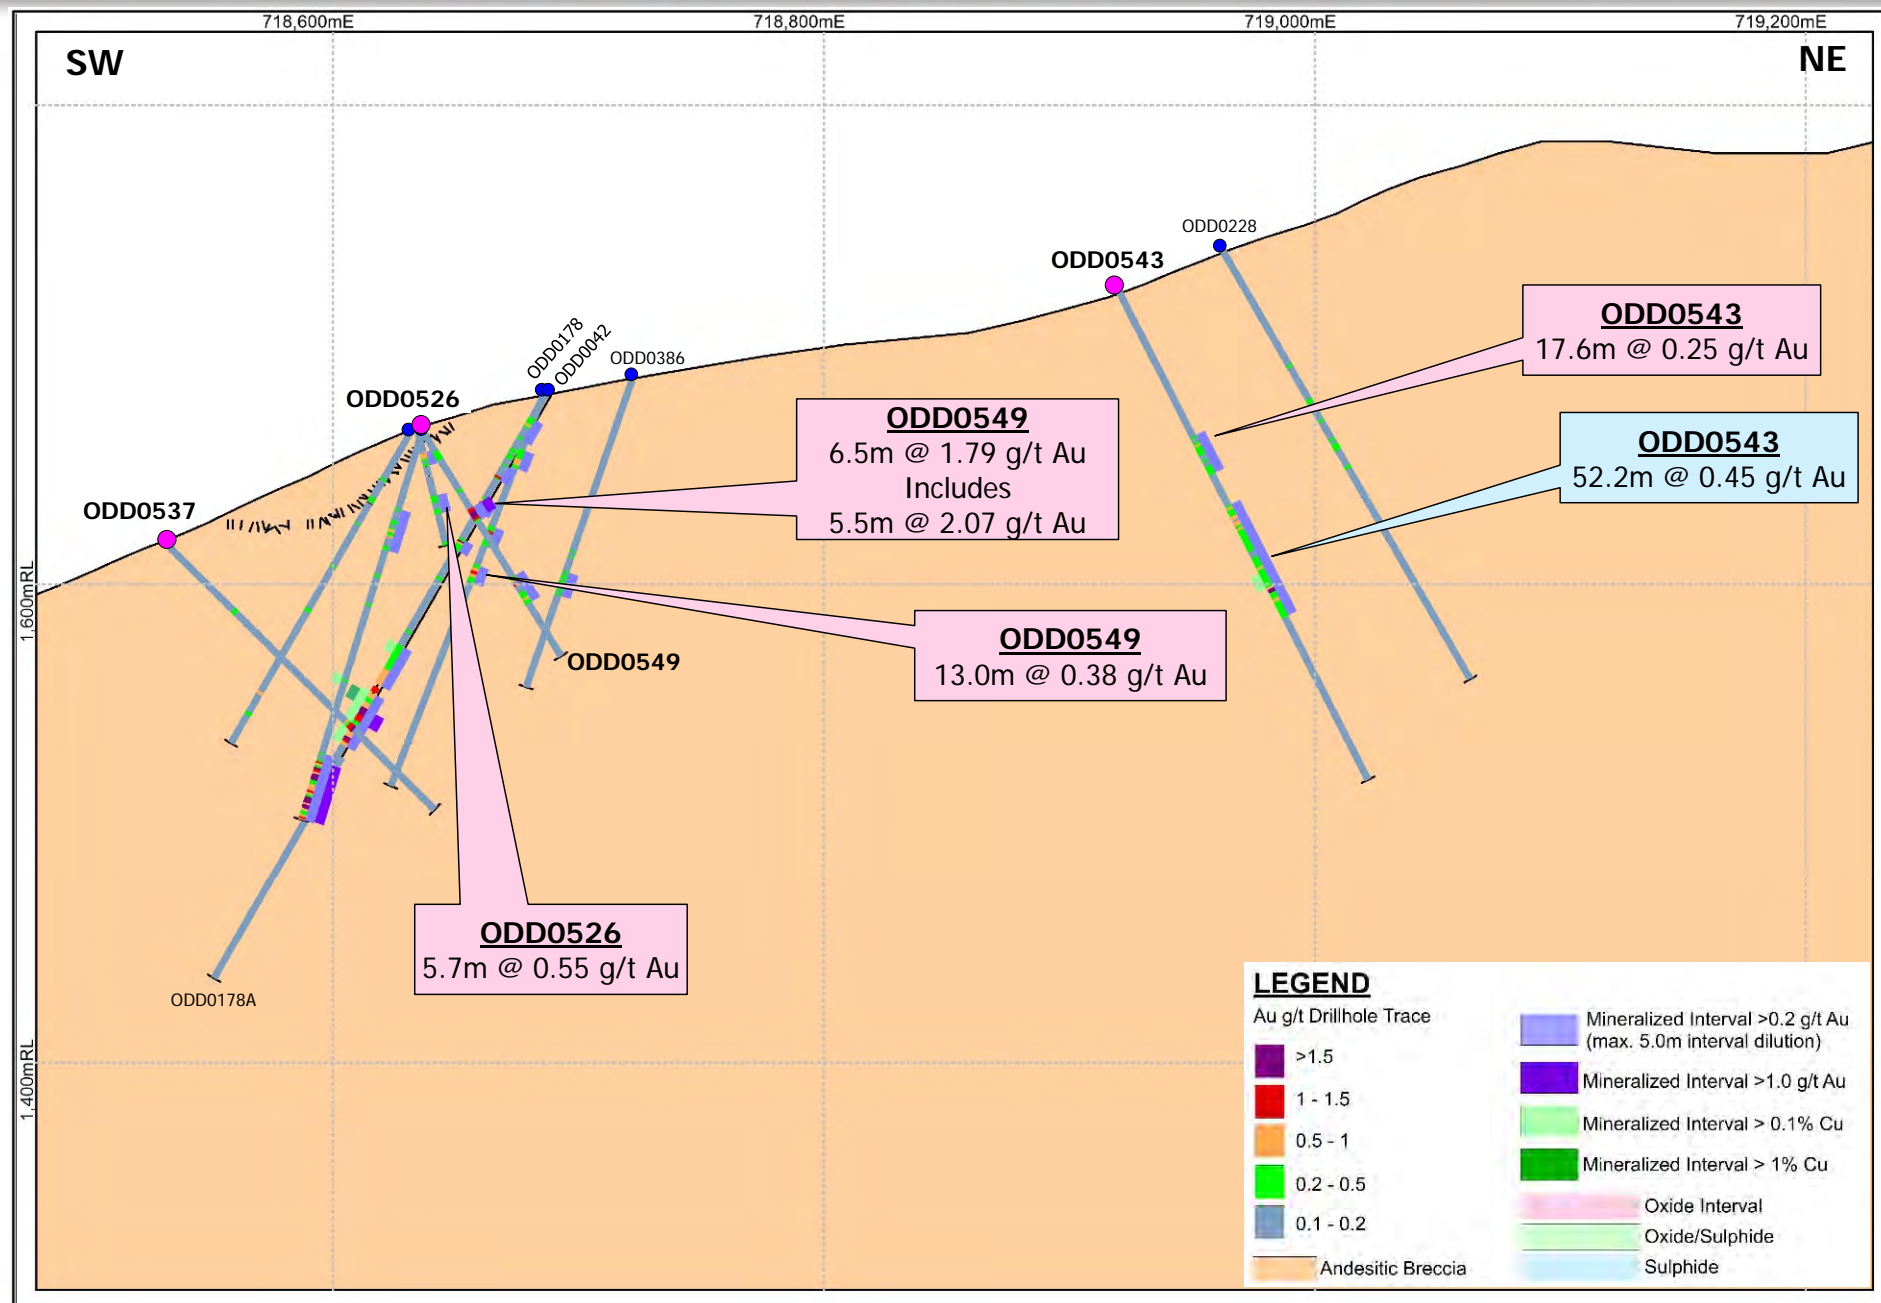 718,600mE
718,800mE
719,000mE
719,200mE
SW
NE
ODD0228
ODD0543
ODD0178
ODD0042
ODD0386
ODD0526
ODD0537
ODD0543
17.6m @ 0.25 g/t Au
ODD0549
6.5m @ 1.79 g/t Au
Includes
5.5m @ 2.07 g/t Au
ODD0543
52.2m @ 0.45 g/t Au
1,600mRL
ODD0549
ODD0549
13.0m @ 0.38 g/t Au
ODD0526
5.7m @ 0.55 g/t Au
ODD0178A
1,400mRL
LEGEND
Au g/t Drillhole Trace
>1.5
1 - 1.5
0.5 - 1
0.2 - 0.5
0.1 - 0.2
Andesitic Breccia
Mineralized Interval >0.2 g/t Au
(max. 5.0m interval dilution)
Mineralized Interval >1.0 g/t Au
Mineralized Interval > 0.1% Cu
Mineralized Interval > 1% Cu
Oxide Interval
Oxide/Sulphide
Sulphide